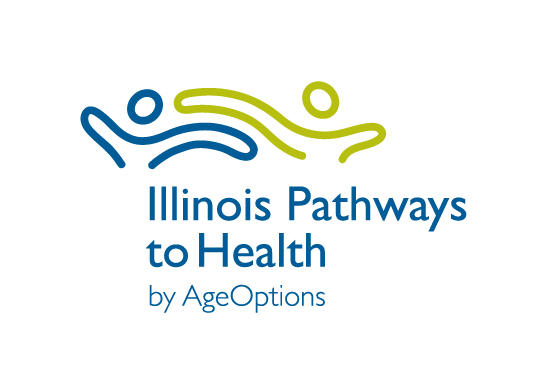 Illinois Pathways
to Health
by AgeOptions